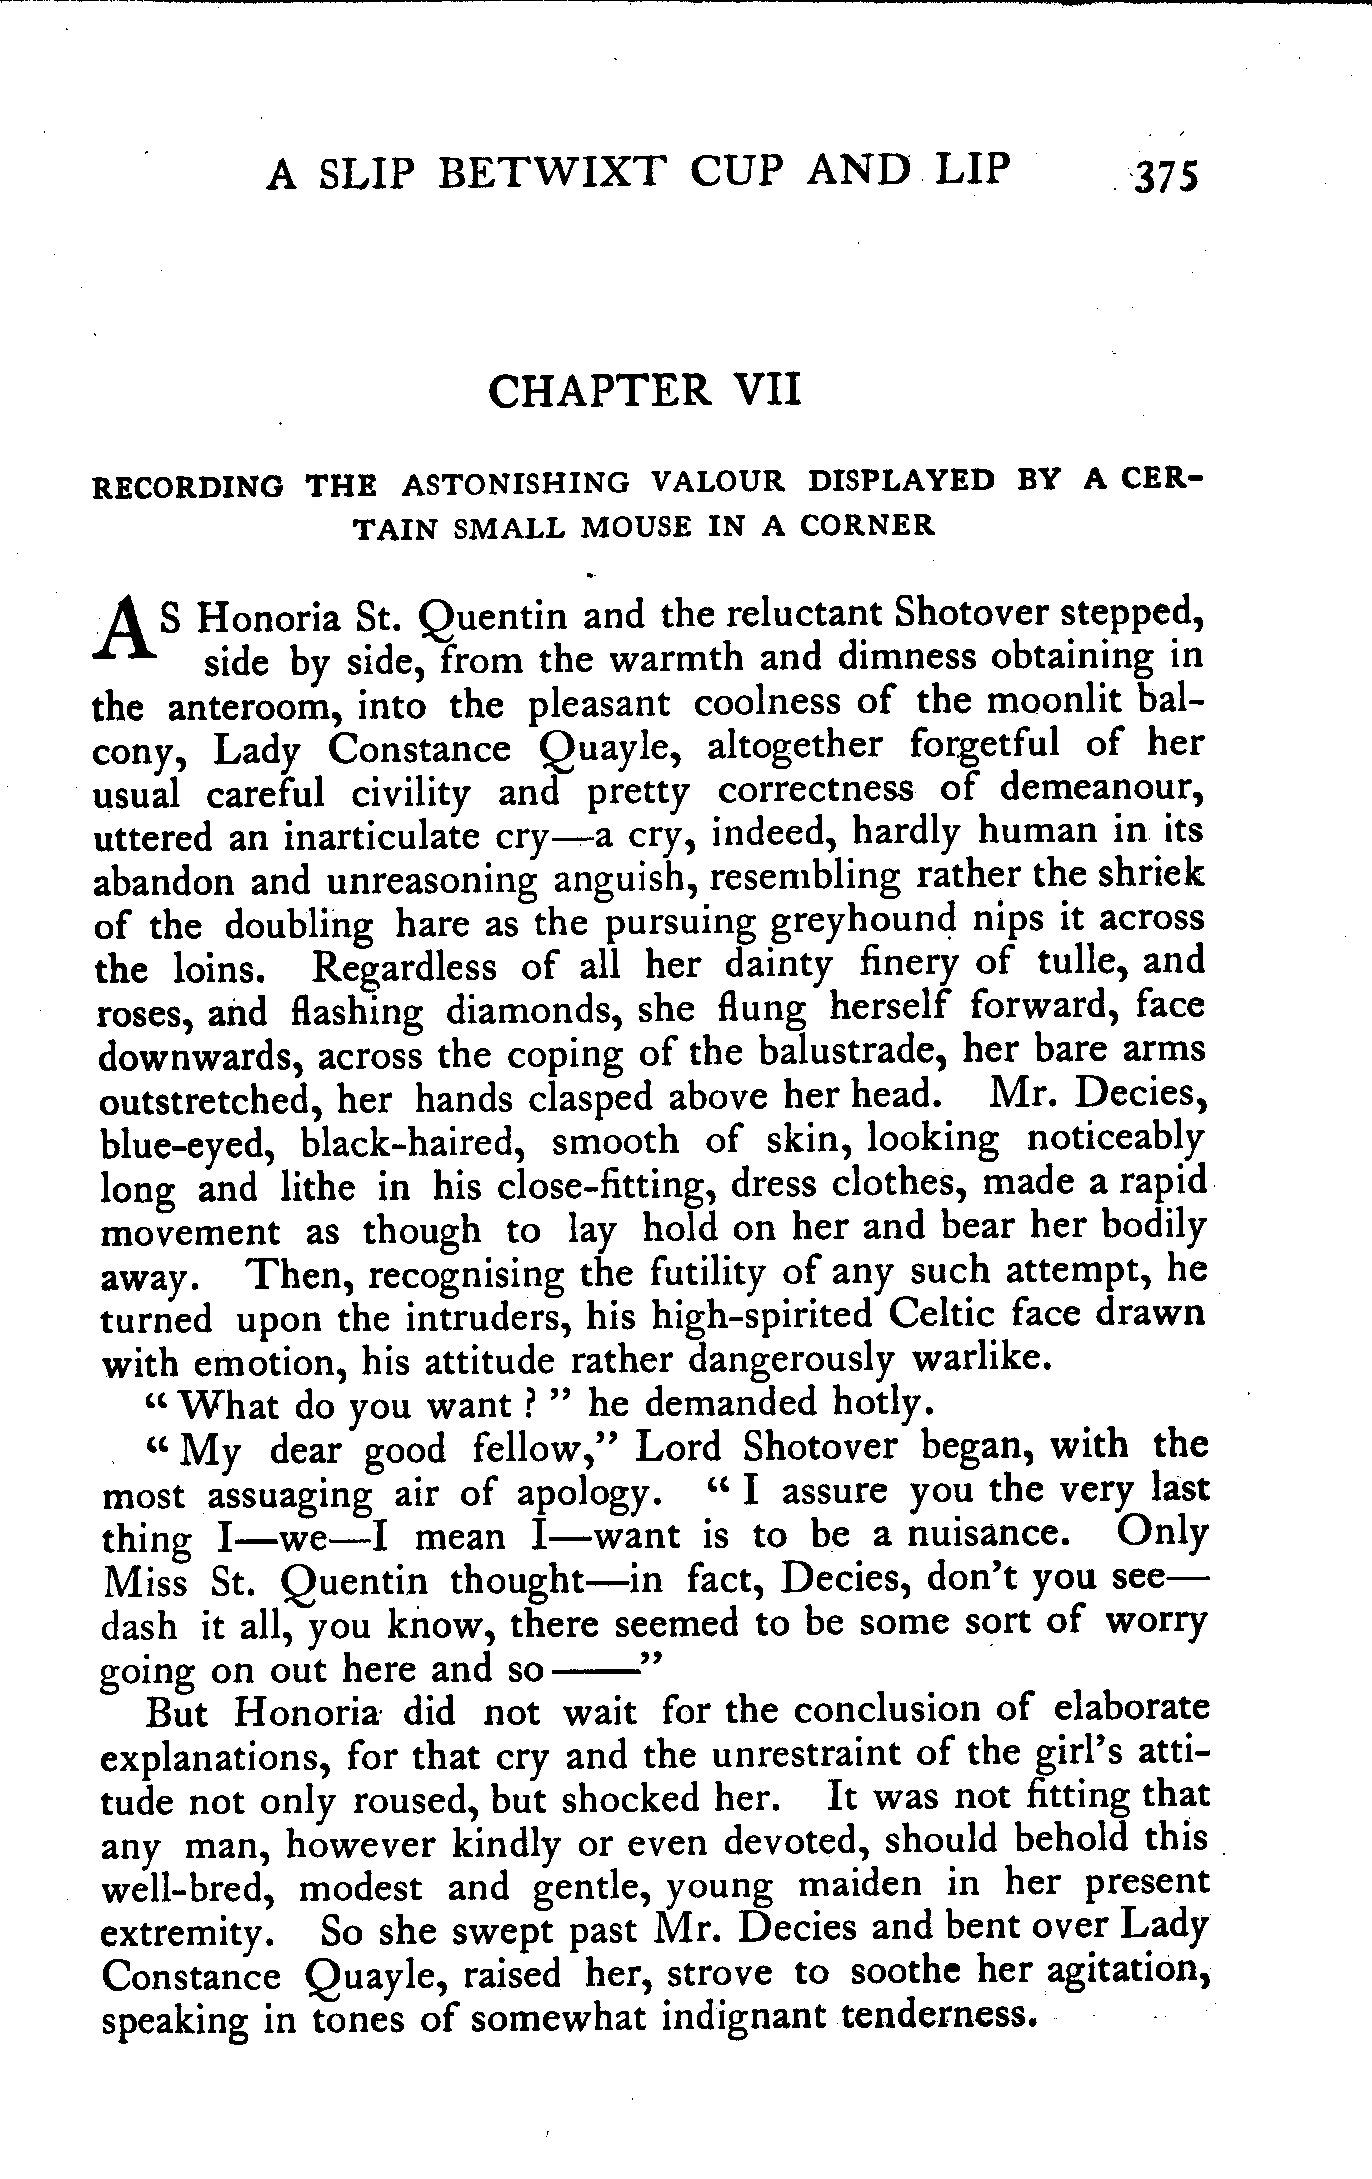 A SLIP BETWIXT CUP AND LIP 375
CHAPTER VII
RECORDING THE ASTONISHING VALOUR DISPLAYED BY A CER-
TAIN SMALL MOUSE IN A CORNER
AS Honoria St. Quentin and the reluctant Shotover stepped,
side by side, from the warmth and dimness obtaining in
the anteroom, into the pleasant coolness of the moonlit bal-
cony, Lady Constance Quayle, altogether forgetful of her
usual careful civility and pretty correctness of demeanour,
uttered an inarticulate cry—a cry, indeed, hardly human in its
abandon and unreasoning anguish, resembling rather the shriek
of the doubling hare as the pursuing greyhound nips it across
the loins. Regardless of all her dainty finery of tulle, and
roses, and flashing diamonds, she flung herself forward, face
downwards, across the coping of the balustrade, her bare arms
outstretched, her hands clasped above her head. Mr. Decies,
blue-eyed, black-haired, smooth of skin, looking noticeably
long and lithe in his close-fitting, dress clothes, made a rapid
movement as though to lay hold on her and bear her bodily
away. Then, recognising the futility of any such attempt, he
turned upon the intruders, his high-spirited Celtic face drawn
with emotion, his attitude rather dangerously warlike.
“What do you want?” he demanded hotly.
“My dear good fellow,” Lord Shotover began, with the
most assuaging air of apology. “I assure you the very last
thing I—we—I mean I—want is to be a nuisance. Only
Miss St. Quentin thought—in fact, Decies, don't you see—
dash it all, you know, there seemed to be some sort of worry
going on out here and so——”
But Honoria did not wait for the conclusion of elaborate
explanations, for that cry and the unrestraint of the girl's atti-
tude not only roused, but shocked her. It was not fitting that
any man, however kindly or even devoted, should behold this
well-bred, modest and gentle, young maiden in her present
extremity. So she swept past Mr. Decies and bent over Lady
Constance Quayle, raised her, strove to soothe her agitation,
speaking in tones of somewhat indignant tenderness.